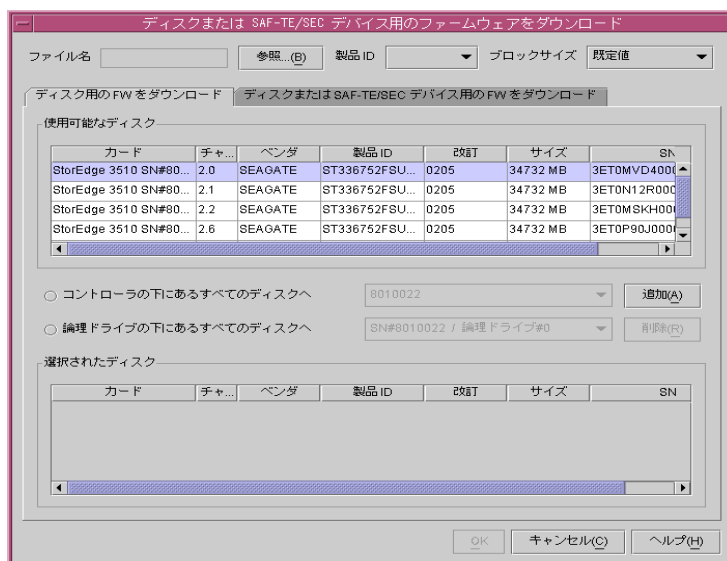 ディスクまたは SAF-TE/SEC デバイス用のファームウェアをダウンロード
ファイル名 参照...(B) 製品ID ブロックサイズ 既定値
ディスク用の FW をダウンロード ディスクまたは SAF-TE/SEC デバイス用の FW をダウンロード
使用可能なディスク
カード チャ... ベンダ 製品ID 改訂 サイズ SN
StorEdge 3510 SN#80... 2.0 SEAGATE ST336752FSU... 0205 34732 MB 3ET0MVD400
StorEdge 3510 SN#80... 2.1 SEAGATE ST336752FSU... 0205 34732 MB 3ET0N12R000
StorEdge 3510 SN#80... 2.2 SEAGATE ST336752FSU... 0205 34732 MB 3ET0MSKH00
StorEdge 3510 SN#80... 2.6 SEAGATE ST336752FSU... 0205 34732 MB 3ET0P90J000
コントローラの下にあるすべてのディスクへ 8010022 追加(A)
論理ドライブの下にあるすべてのディスクへ SN#8010022 / 論理ドライブ#0 削除(R)
選択されたディスク
カード チャ... ベンダ 製品ID 改訂 サイズ SN
OK キャンセル(C) ヘルプ(H)